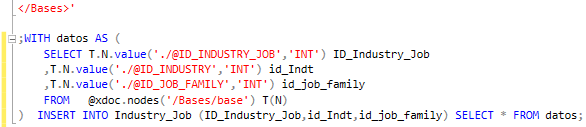 </Bases>'
;WITH datos AS (
SELECT T.N.value('./@ID_INDUSTRY_JOB','INT') ID_Industry_Job
,T.N.value('./@ID_INDUSTRY','INT') id_Indt
,T.N.value('./@ID_JOB_FAMILY','INT') id_job_family
FROM @xdoc.nodes('/Bases/base') T(N)
) INSERT INTO Industry_Job (ID_Industry_Job,id_Indt,id_job_family) SELECT * FROM datos;